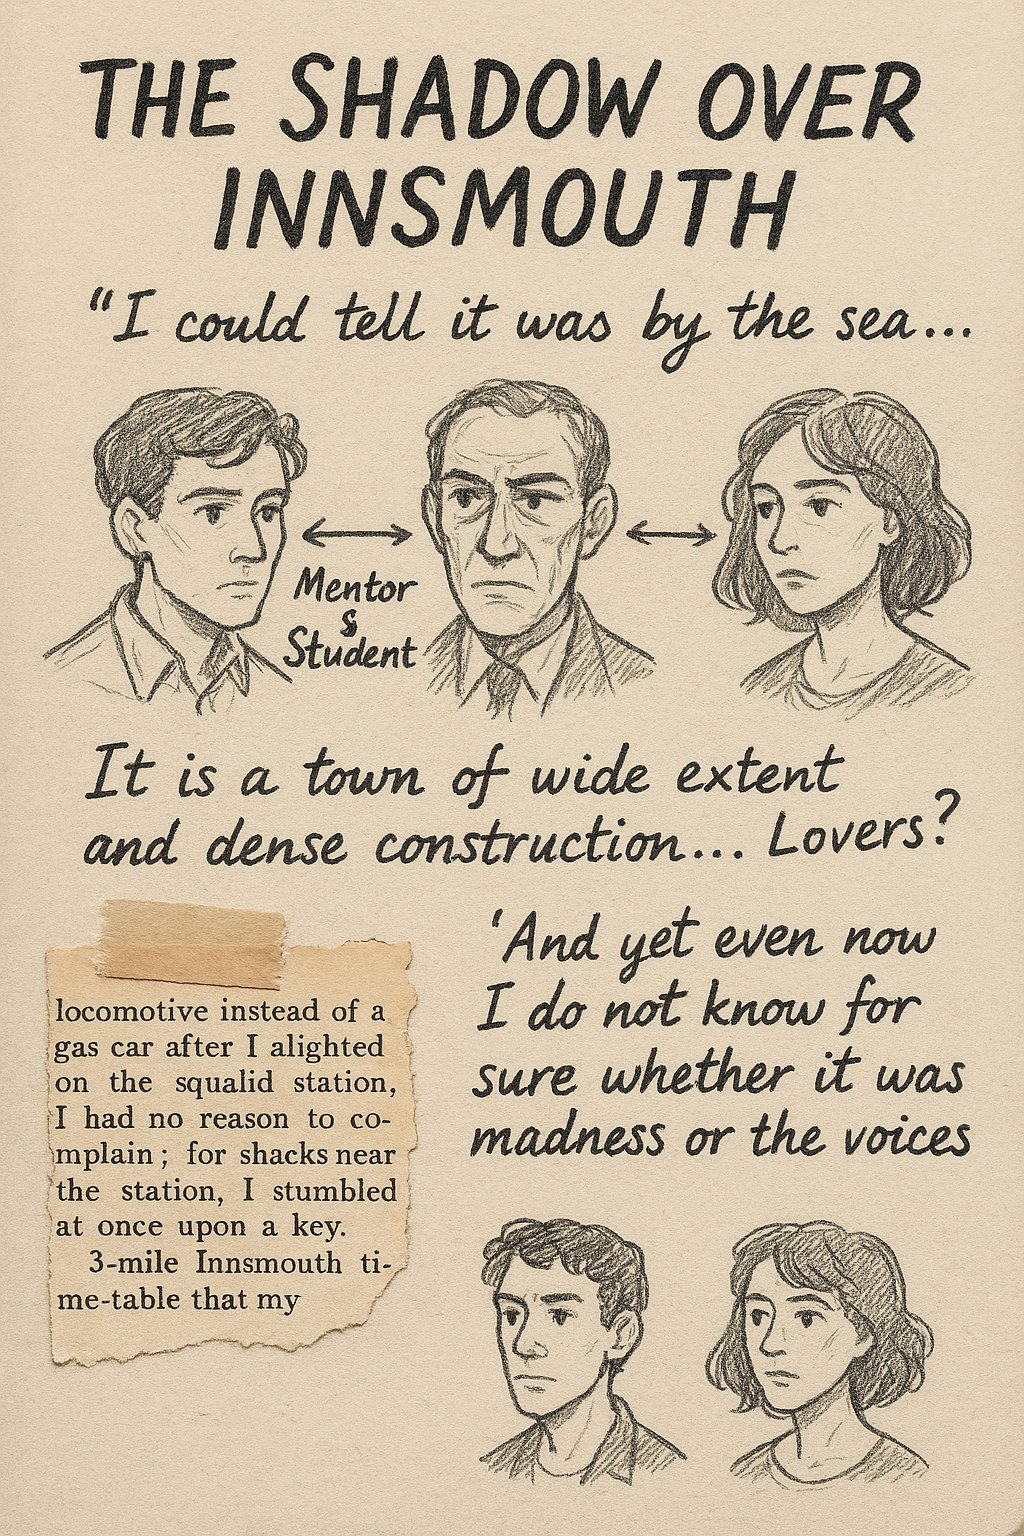 THE SHADOW OVER
INNSMOUTH
"I could tell it was by the sea...
Mentor
&
Student
It is a town of wide extent
and dense construction... Lovers?
locomotive instead of a
gas car after I alighted
on the squalid station,
I had no reason to co-
mplain; for shacks near
the station, I stumbled
at once upon a key.
3-mile Innsmouth ti-
me-table that my
'And yet even now
I do not know for
sure whether it was
madness or the voices